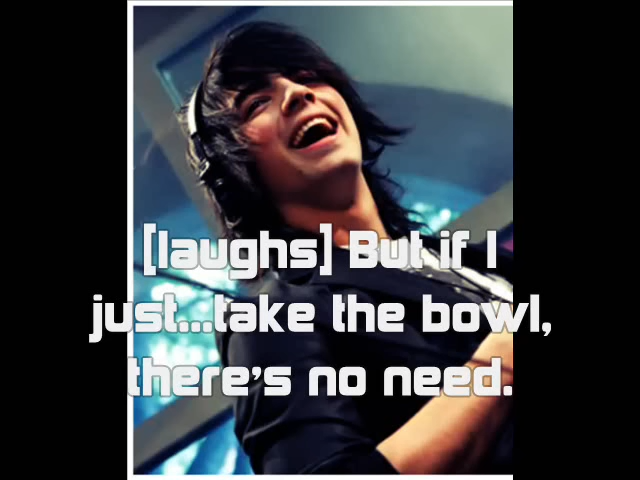 [laughs] But if I
just...take the bowl,
there's no need.